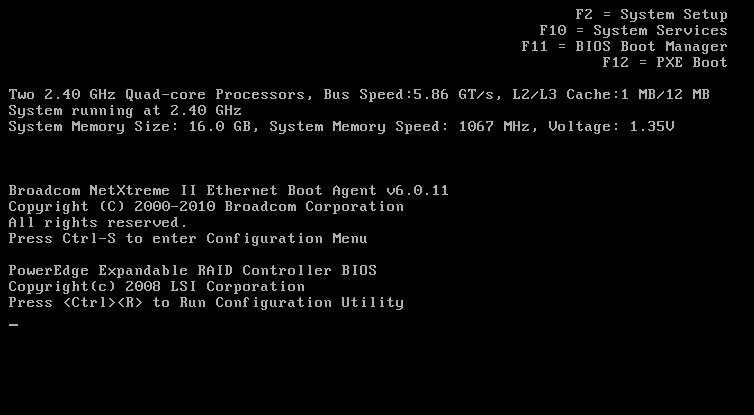 F2 = System Setup
F10 = System Services
F11 = BIOS Boot Manager
F12 = PXE Boot
Two 2.40 GHz Quad-core Processors, Bus Speed:5.86 GT/s, L2/L3 Cache:1 MB/12 MB
System running at 2.40 GHz
System Memory Size: 16.0 GB, System Memory Speed: 1067 MHz, Voltage: 1.35V
Broadcom NetXtreme II Ethernet Boot Agent v6.0.11
Copyright (C) 2000-2010 Broadcom Corporation
All rights reserved.
Press Ctrl-S to enter Configuration Menu
PowerEdge Expandable RAID Controller BIOS
Copyright(c) 2008 LSI Corporation
Press <Ctrl><R> to Run Configuration Utility